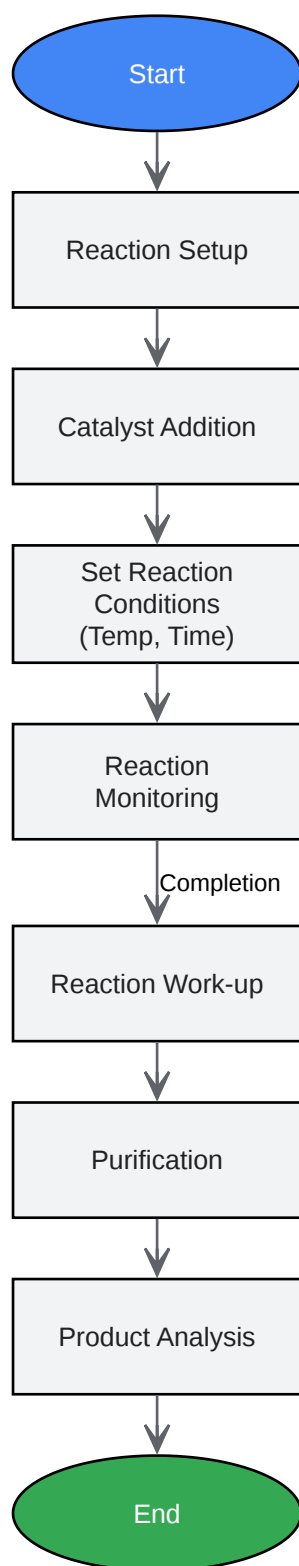 Start
Reaction Setup
Catalyst Addition
Set Reaction
Conditions
(Temp, Time)
Reaction
Monitoring
Completion
Reaction Work-up
Purification
Product Analysis
End